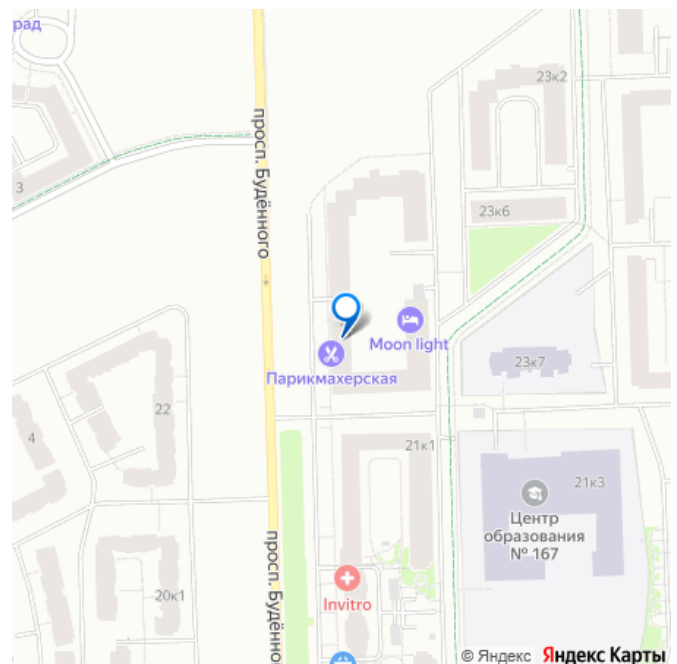 рад
23к2
просп. Будённого
3
23к6
Moon light
Парикмахерская
23к7
22
4
21к1
21к3
Центр
образования
№ 167
просп. Будённо
Invitro
20к1
© Яндекс Яндекс Карты